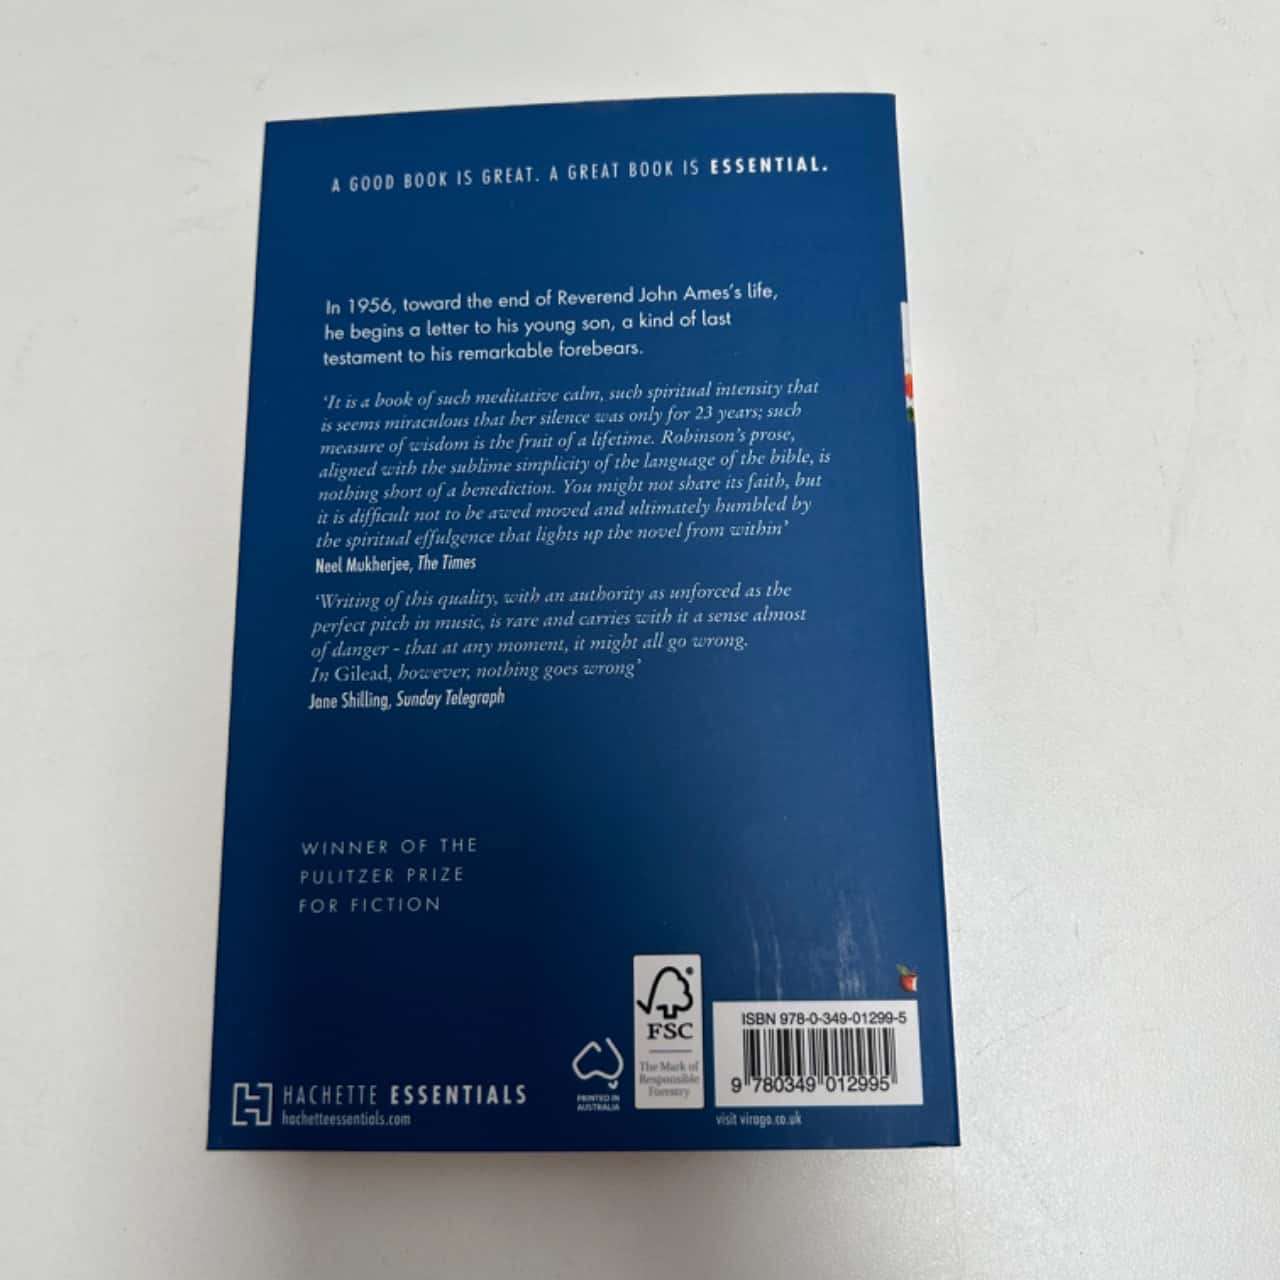 A GOOD BOOK IS GREAT. A GREAT BOOK IS ESSENTIAL.
In 1956, toward the end of Reverend John Ames's life,
he begins a letter to his young son, a kind of last
testament to his remarkable forebears.
'It is a book of such meditative calm, such spiritual intensity that
is seems miraculous that her silence was only for 23 years; such
measure of wisdom is the fruit of a lifetime. Robinson's prose,
aligned with the sublime simplicity of the language of the bible, is
nothing short of a benediction. You might not share its faith, but
it is difficult not to be awed moved and ultimately humbled by
the spiritual effulgence that lights up the novel from within'
Neel Mukherjee, The Times
'Writing of this quality, with an authority as unforced as the
perfect pitch in music, is rare and carries with it a sense almost
of danger - that at any moment, it might all go wrong.
In Gilead, however, nothing goes wrong'
Jane Shilling, Sunday Telegraph
WINNER OF THE
PULITZER PRIZE
FOR FICTION
HACHETTE ESSENTIALS
hachetteessentials.com
PRINTED IN
AUSTRALIA
®
FSC
The Mark of
Responsible
Forestry
ISBN 978-0-349-01299-5
9 780349 012995
visit virago.co.uk